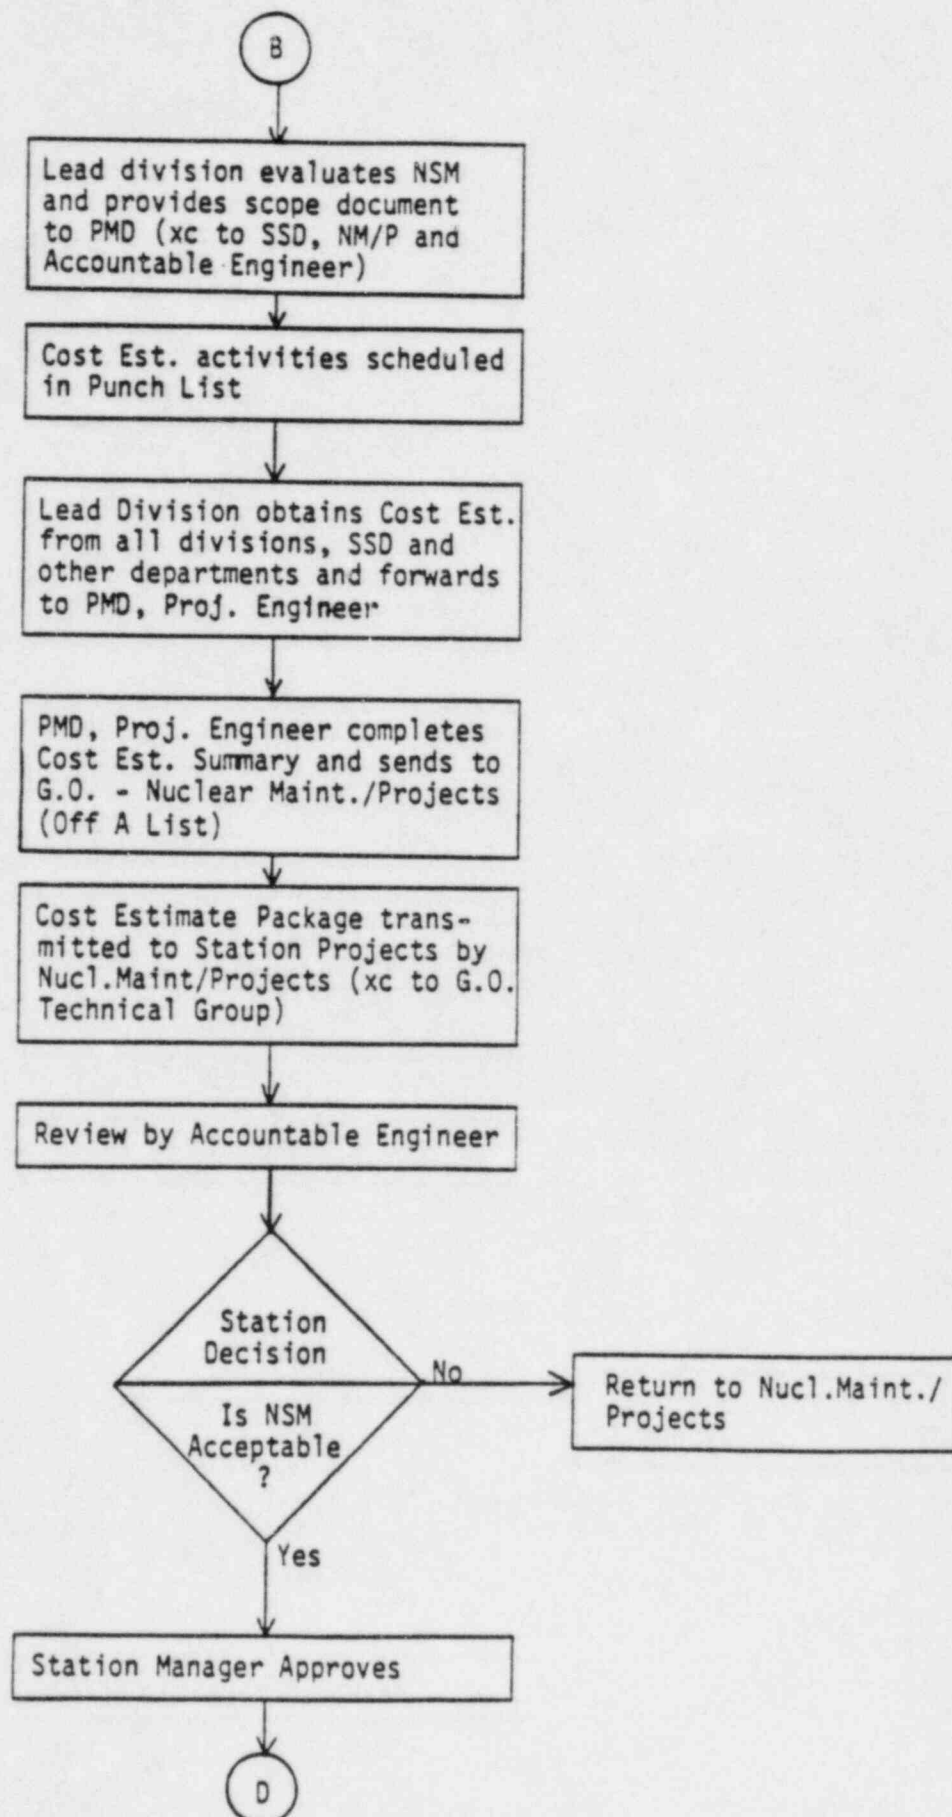 B
Lead division evaluates NSM
and provides scope document
to PMD (xc to SSD, NM/P and
Accountable Engineer)
Cost Est. activities scheduled
in Punch List
Lead Division obtains Cost Est.
from all divisions, SSD and
other departments and forwards
to PMD, Proj. Engineer
PMD, Proj. Engineer completes
Cost Est. Summary and sends to
G.O. - Nuclear Maint./Projects
(Off A List)
Cost Estimate Package trans-
mitted to Station Projects by
Nucl.Maint/Projects (xc to G.O.
Technical Group)
Review by Accountable Engineer
Station
Decision
Is NSM
Acceptable
?
No
Return to Nucl.Maint./
Projects
Yes
Station Manager Approves
D